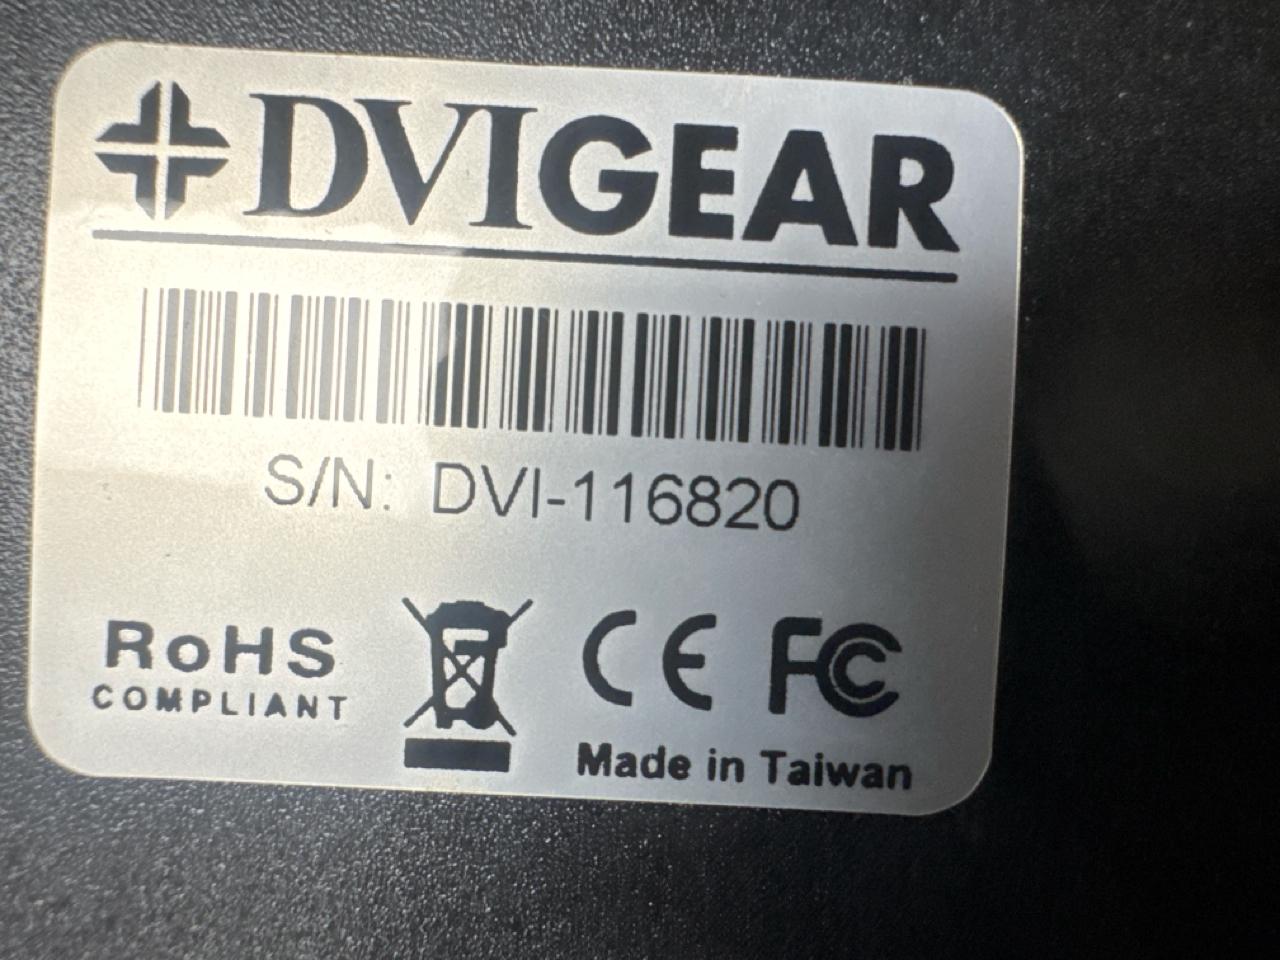 DVIGEAR
S/N: DVI-116820
RoHS
COMPLIANT
CE FC
Made in Taiwan